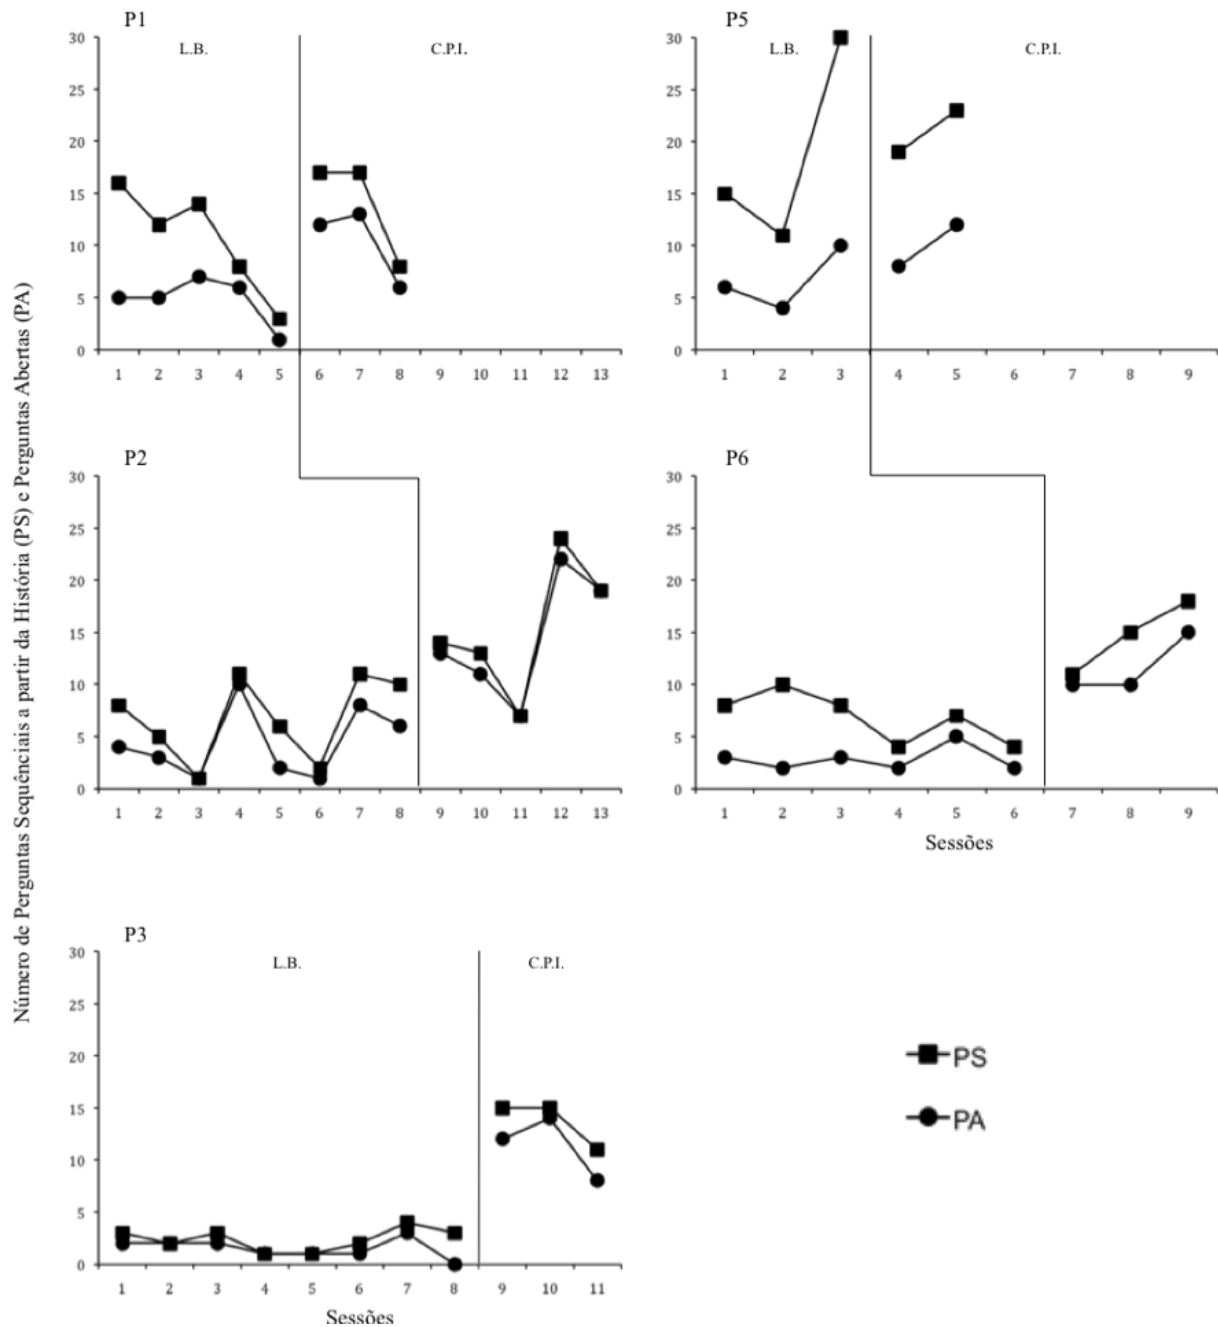 Número de Perguntas Sequênciais a partir da História (PS) e Perguntas Abertas (PA)
P1
L.B.
C.P.I.
30
25
20
15
10
5
0
1 2 3 4 5 6 7 8 9 10 11 12 13
P5
L.B.
C.P.I.
30
25
20
15
10
5
0
1 2 3 4 5 6 7 8 9
P2
30
25
20
15
10
5
0
1 2 3 4 5 6 7 8 9 10 11 12 13
P6
30
25
20
15
10
5
0
1 2 3 4 5 6 7 8 9
Sessões
P3
L.B.
C.P.I.
30
25
20
15
10
5
0
1 2 3 4 5 6 7 8 9 10 11
Sessões
PS
PA